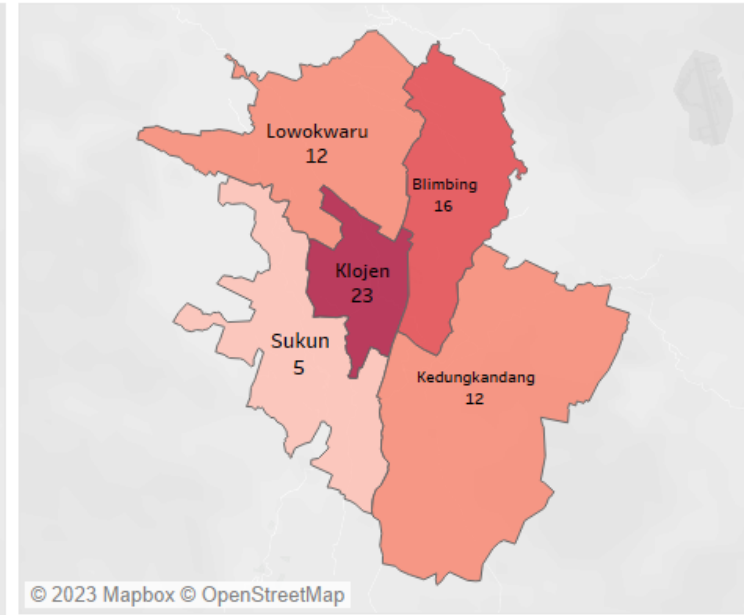 Lowokwaru
12
Blimbing
16
Klojen
23
Sukun
5
Kedungkandang
12
© 2023 Mapbox © OpenStreetMap